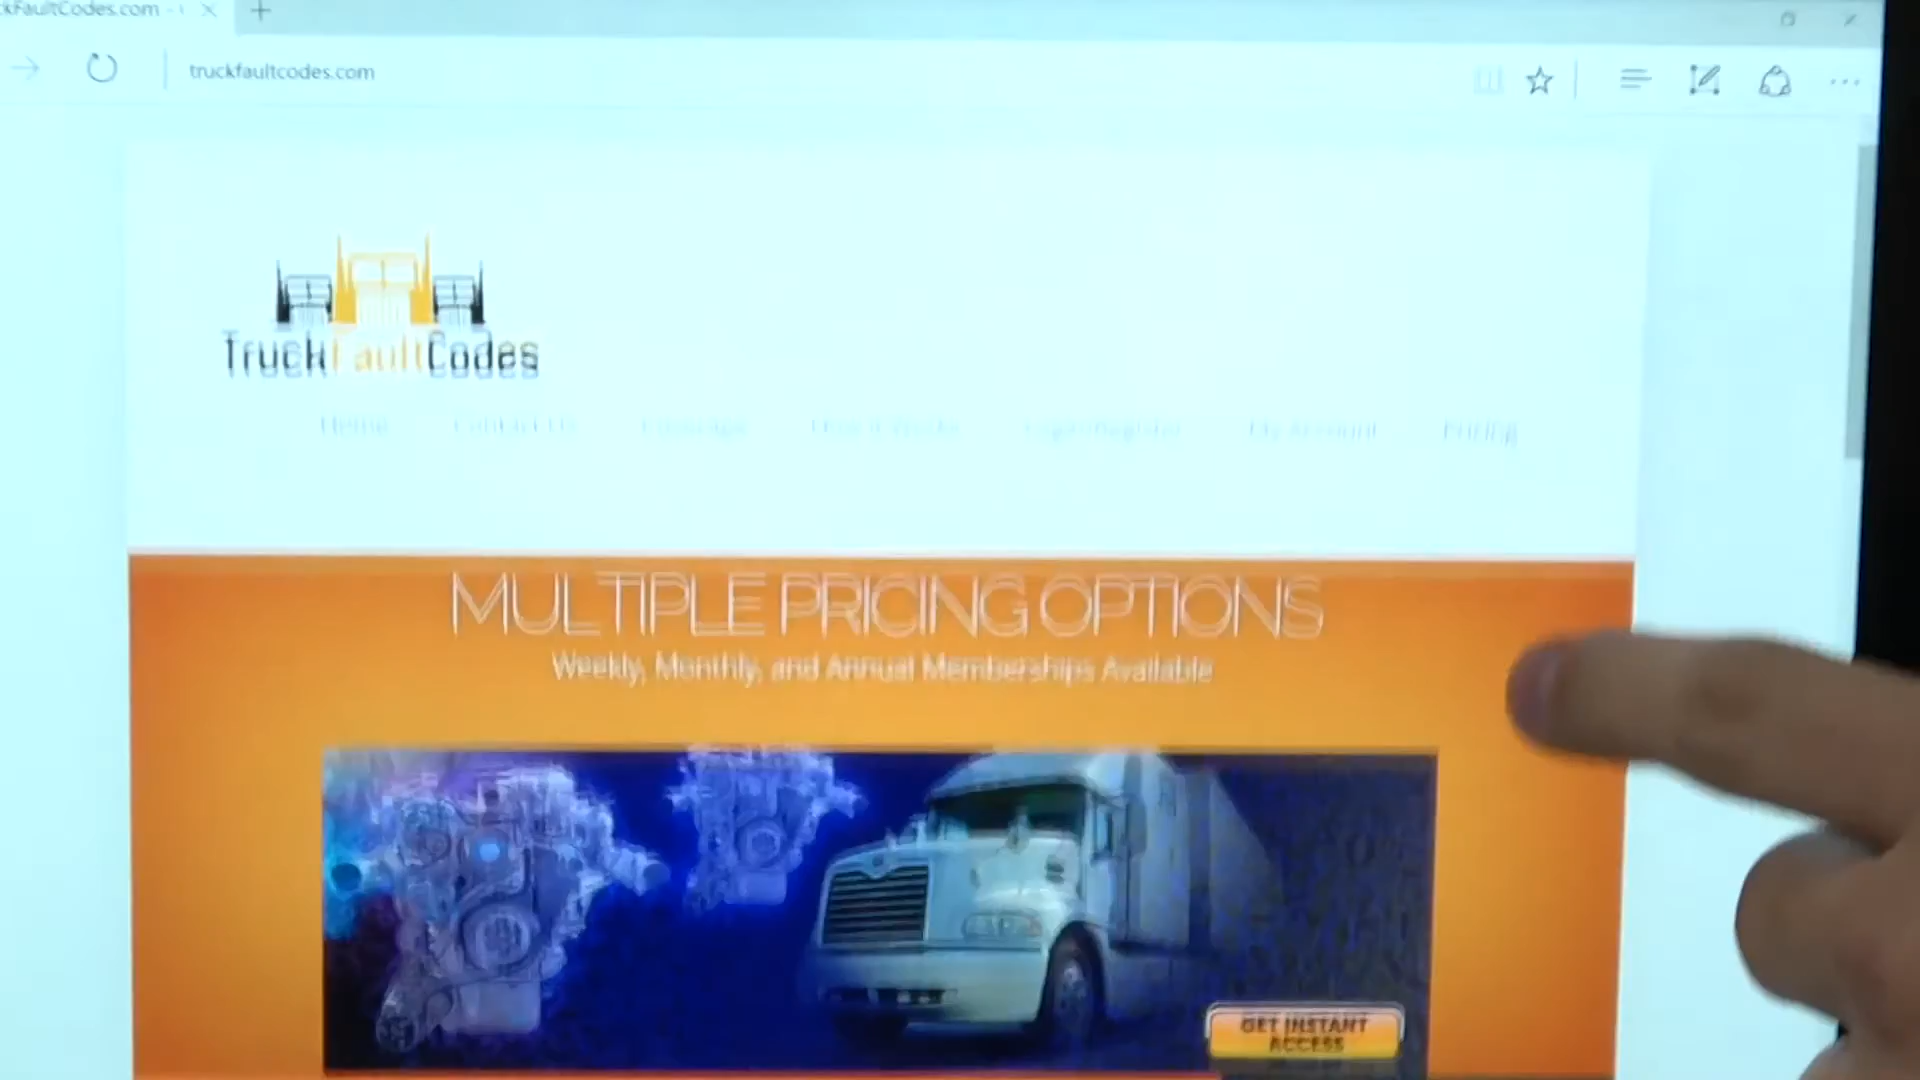 kFaultCodes.com
truckfaultcodes.com
TruckFaultCodes
Home Contact Us Coverage How It Works Login/Register My Account Pricing
MULTIPLE PRICING OPTIONS
Weekly, Monthly, and Annual Memberships Available
GET INSTANT
ACCESS